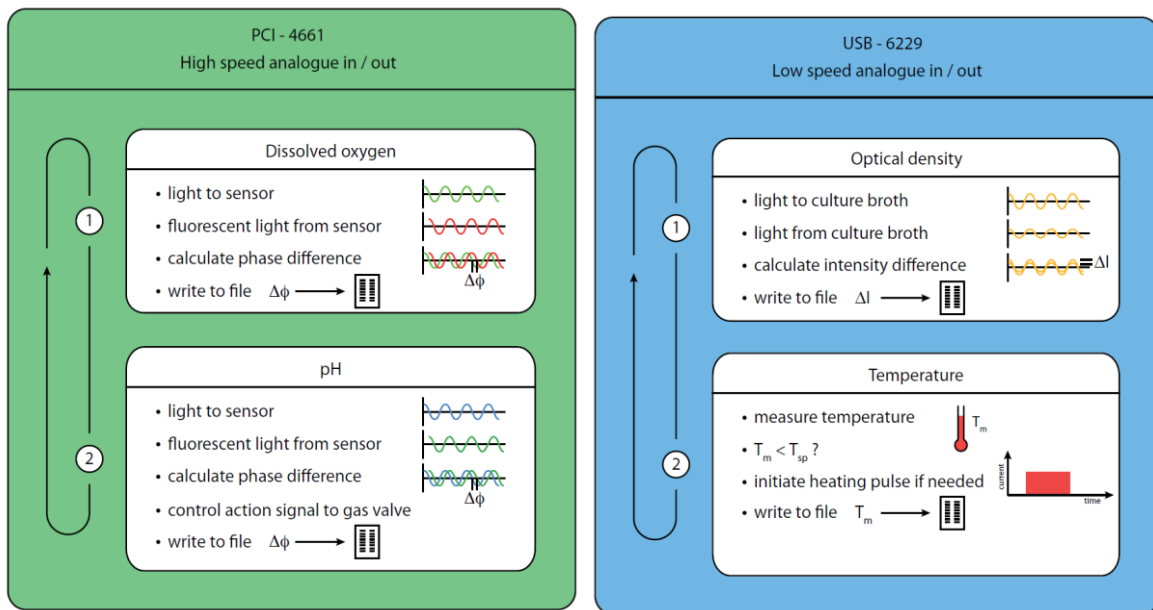 PCI - 4661
High speed analogue in / out
1
2
Dissolved oxygen
• light to sensor
• fluorescent light from sensor
• calculate phase difference
Δϕ
• write to file Δϕ
pH
• light to sensor
• fluorescent light from sensor
• calculate phase difference
Δϕ
• control action signal to gas valve
• write to file Δϕ
USB - 6229
Low speed analogue in / out
1
2
Optical density
• light to culture broth
• light from culture broth
• calculate intensity difference
ΔI
• write to file ΔI
Temperature
• measure temperature
Tm
• Tm < Tsp ?
• initiate heating pulse if needed
current
time
• write to file Tm